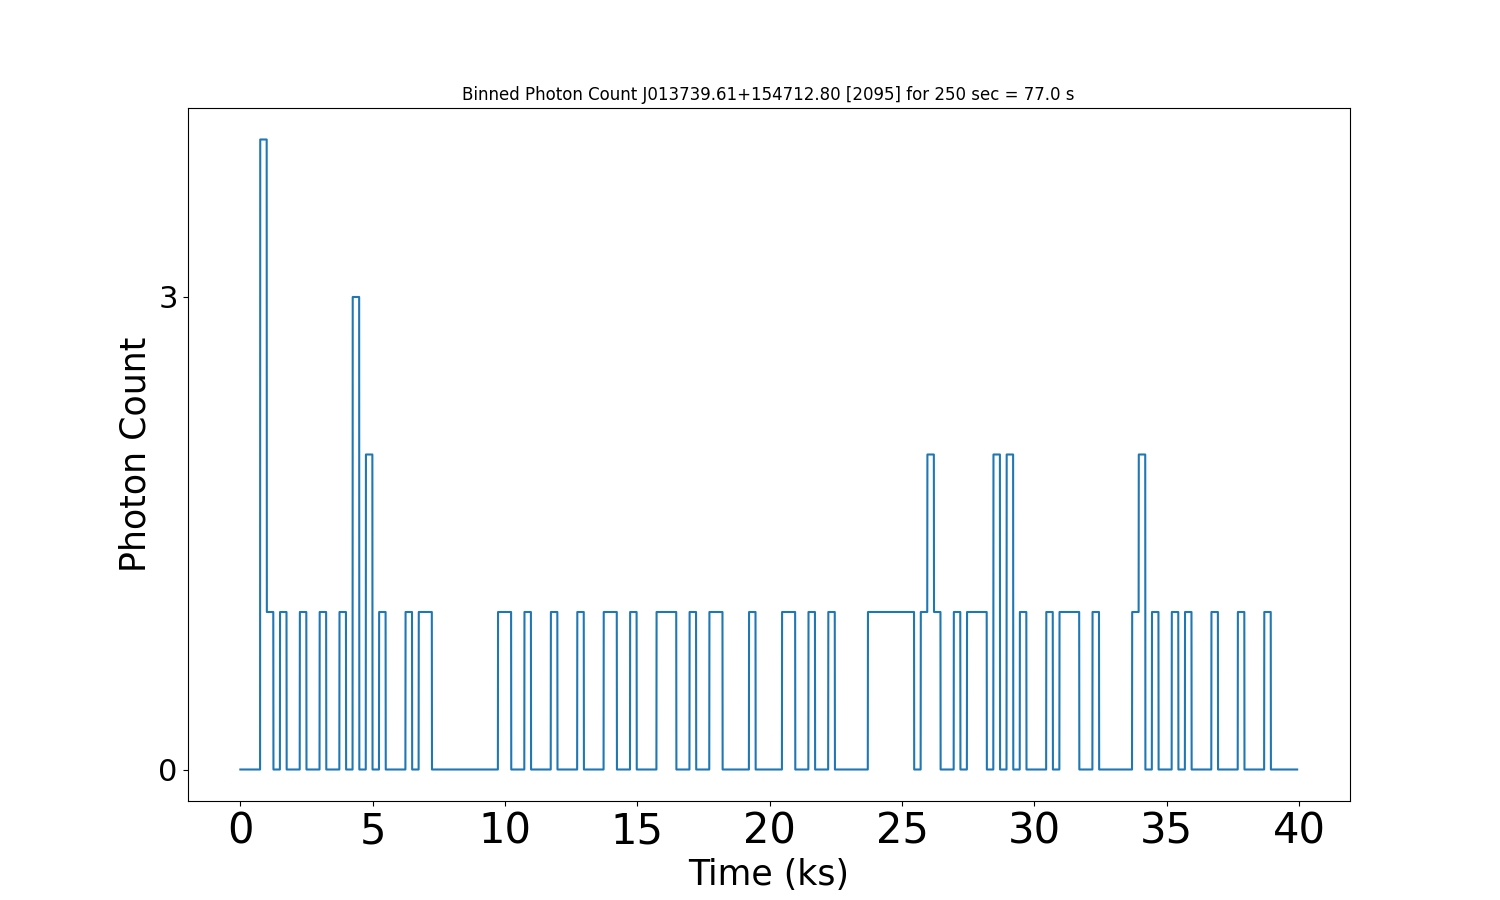 Binned Photon Count J013739.61+154712.80 [2095] for 250 sec = 77.0 s
3
0
Photon Count
0 5 10 15 20 25 30 35 40
Time (ks)